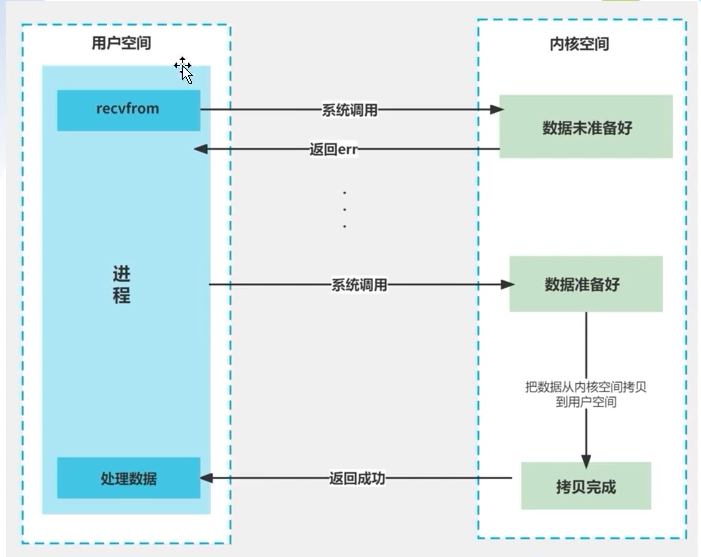 用户空间
内核空间
recvfrom
系统调用
数据未准备好
返回err
进
程
系统调用
数据准备好
把数据从内核空间拷贝
到用户空间
处理数据
返回成功
拷贝完成